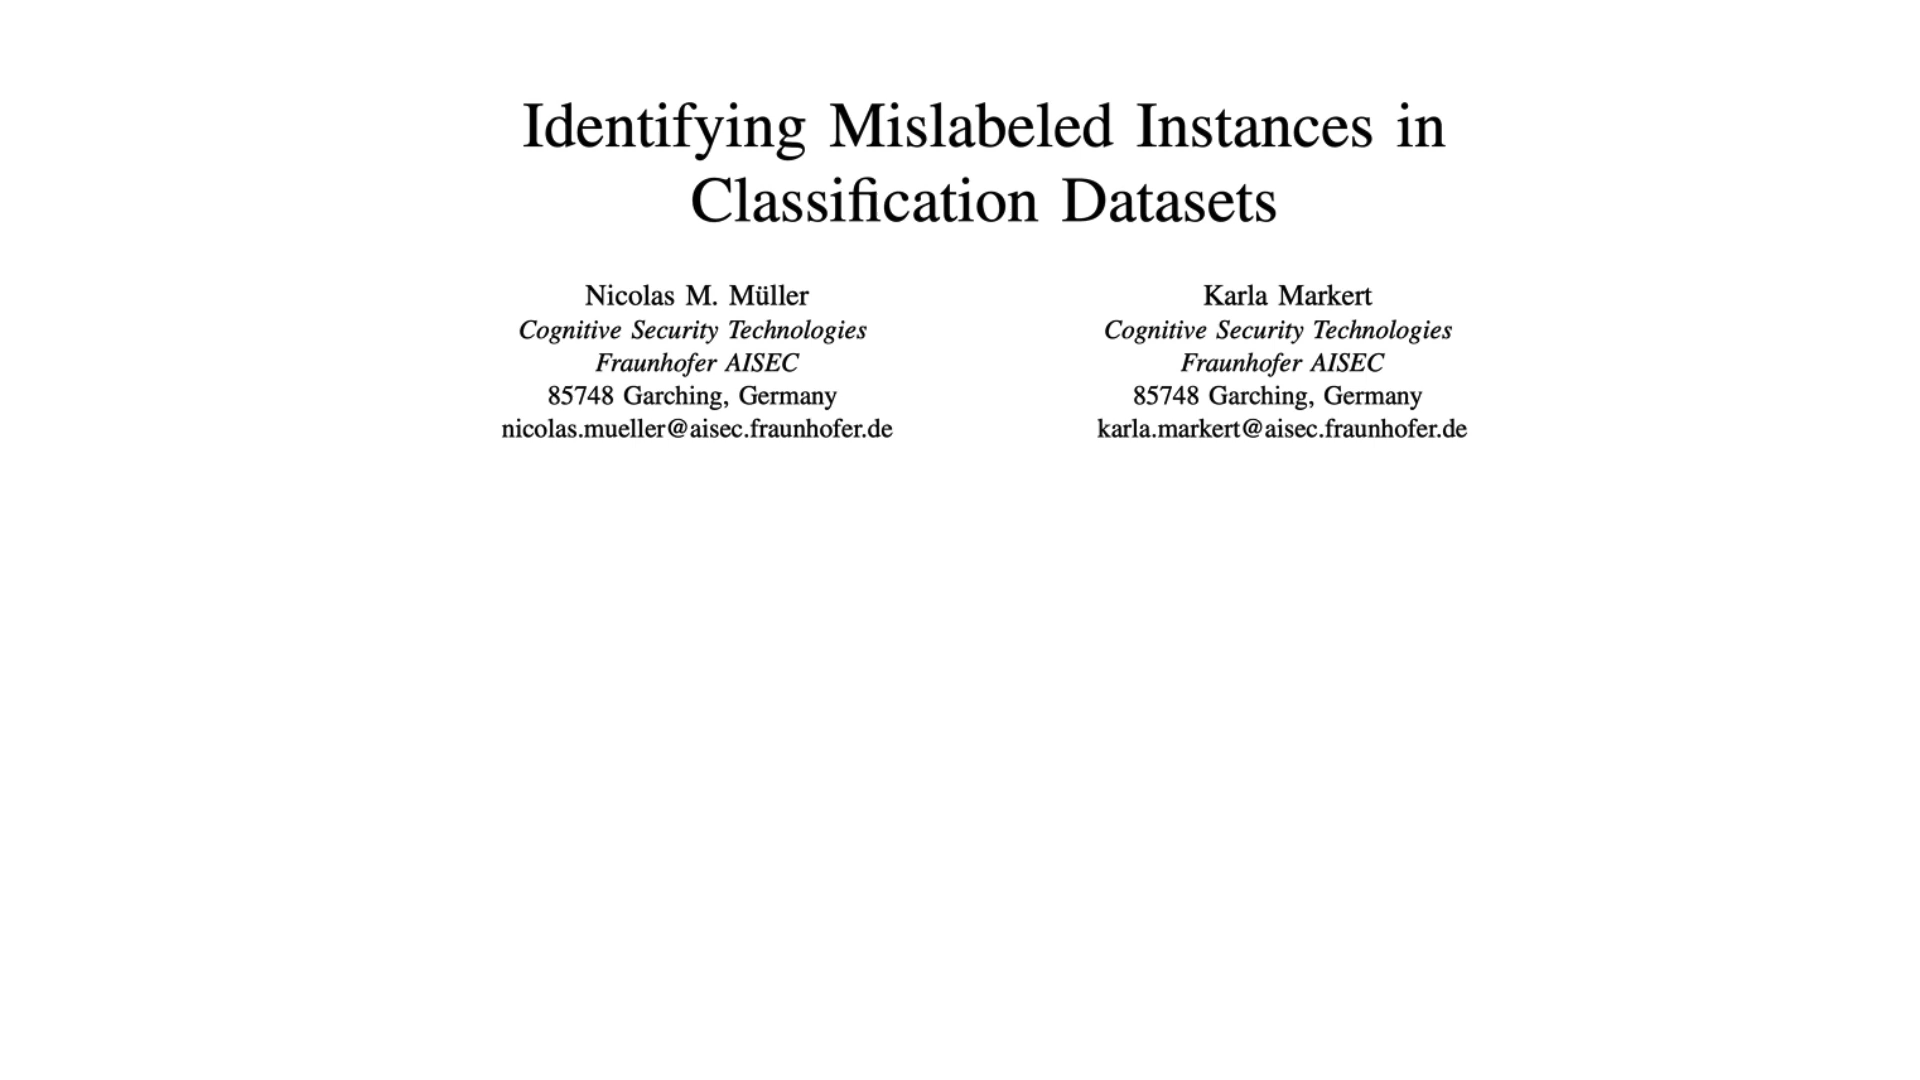 Identifying Mislabeled Instances in
Classification Datasets
Nicolas M. Müller
Cognitive Security Technologies
Fraunhofer AISEC
85748 Garching, Germany
nicolas.mueller@aisec.fraunhofer.de
Karla Markert
Cognitive Security Technologies
Fraunhofer AISEC
85748 Garching, Germany
karla.markert@aisec.fraunhofer.de